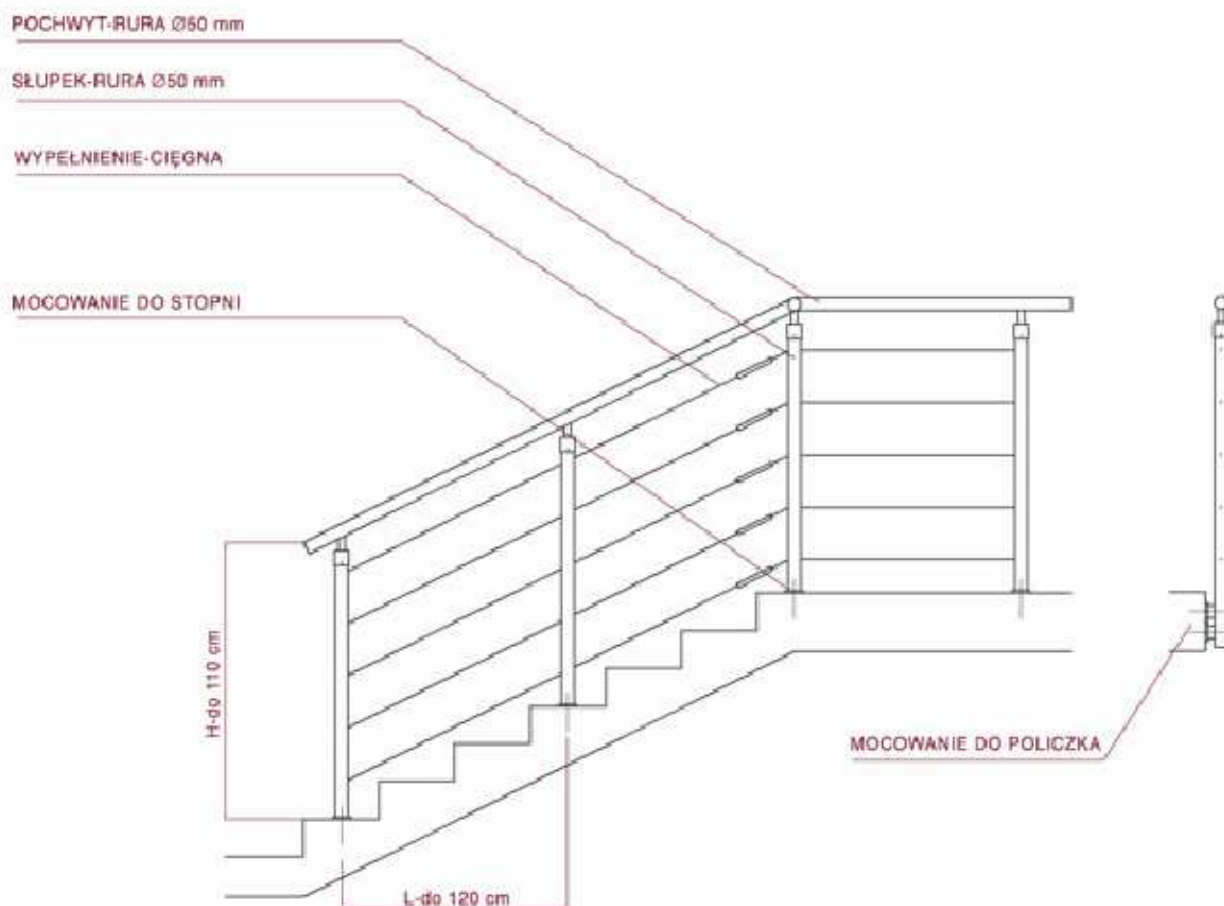 POCHWYT-RURA Ø60 mm
SŁUPEK-RURA Ø50 mm
WYPEŁNIENIE-CIĘGNA
MOCOWANIE DO STOPNI
H-do 110 cm
MOCOWANIE DO POLICZKA
L-do 120 cm